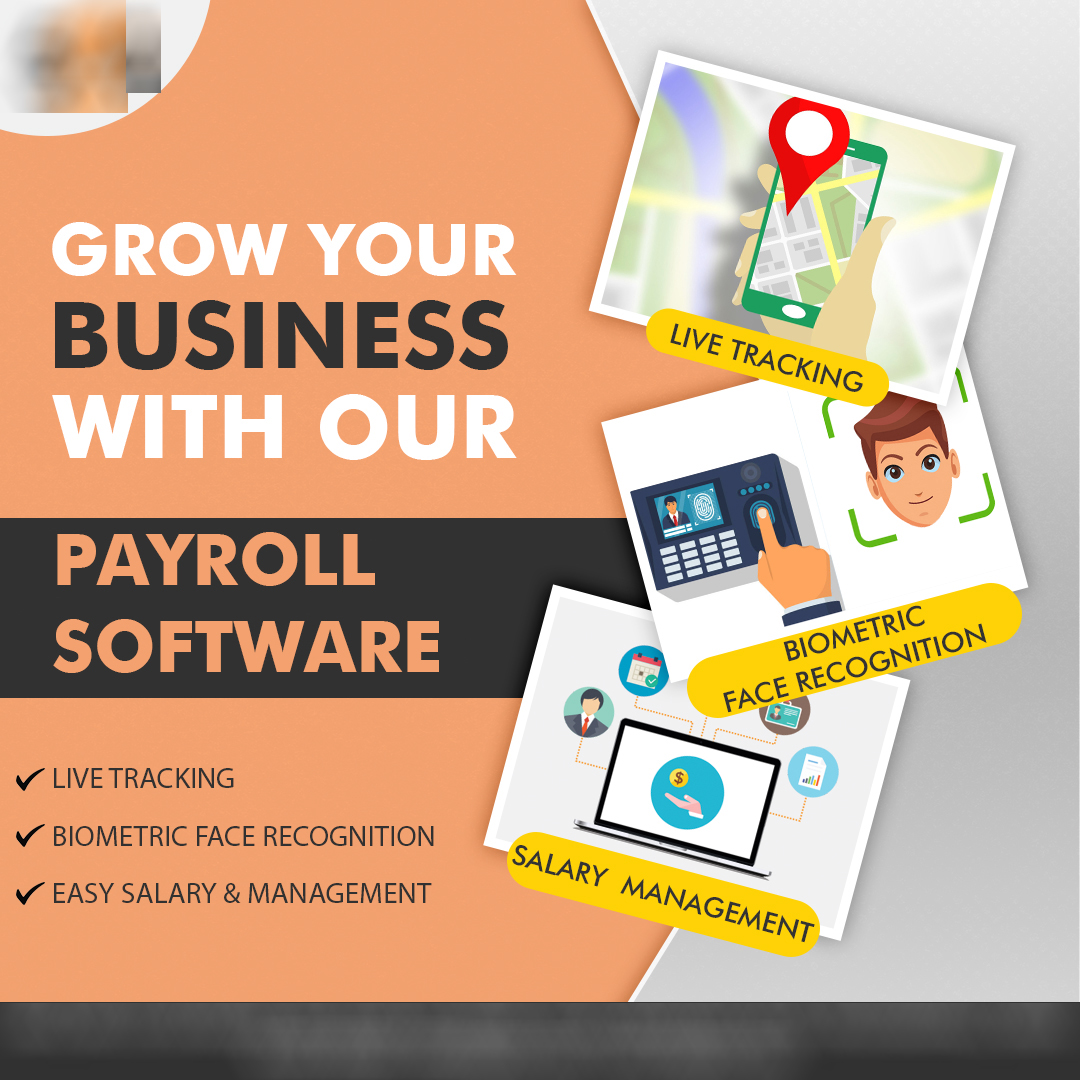 GROW YOUR
BUSINESS
WITH OUR
PAYROLL
SOFTWARE
LIVE TRACKING
BIOMETRIC FACE RECOGNITION
EASY SALARY & MANAGEMENT
LIVE TRACKING
BIOMETRIC
FACE RECOGNITION
$
SALARY MANAGEMENT